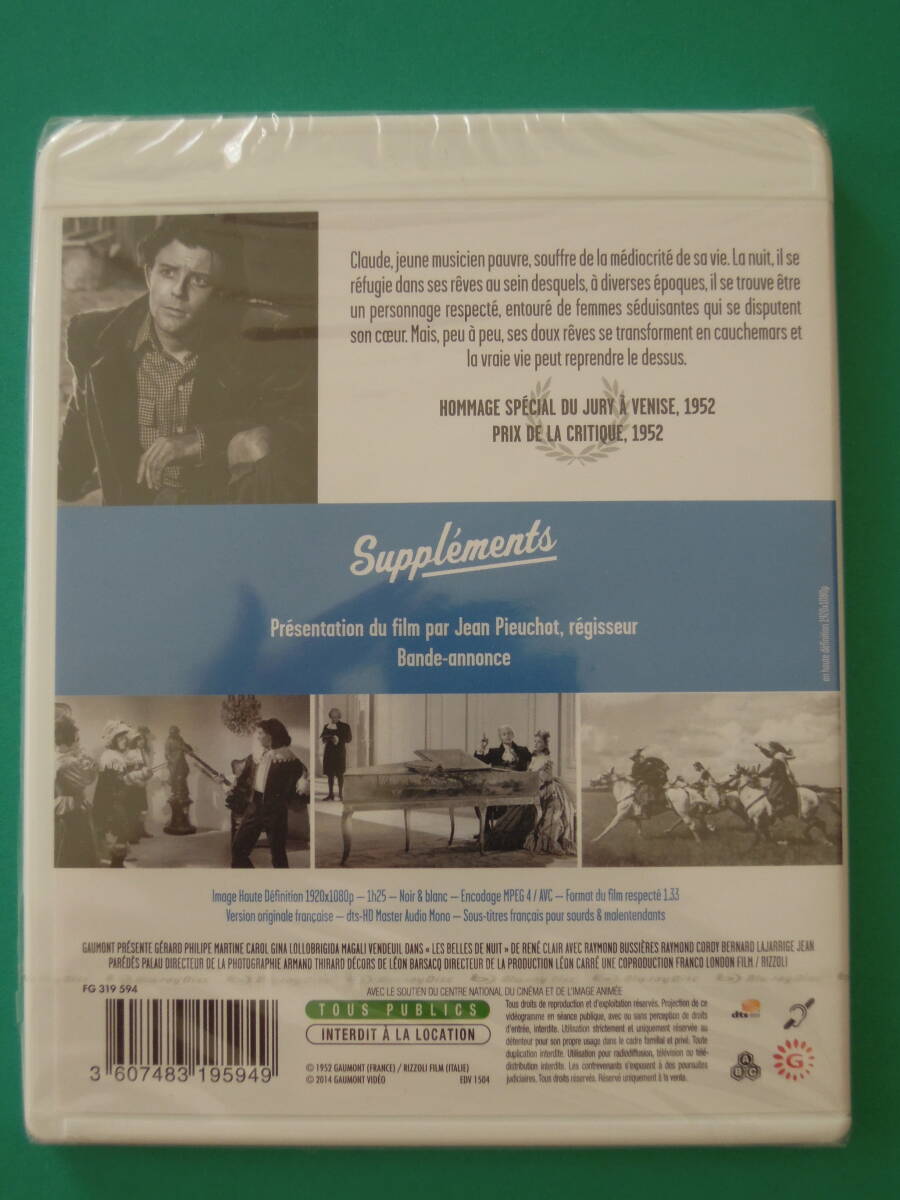 Claude, jeune musicien pauvre, souffre de la médiocrité de sa vie. La nuit, il se
réfugie dans ses rêves au sein desquels, à diverses époques, il se trouve être
un personnage respecté, entouré de femmes séduisantes qui se disputent
son cœur. Mais, peu à peu, ses doux rêves se transforment en cauchemars et
la vraie vie peut reprendre le dessus.
HOMMAGE SPÉCIAL DU JURY À VENISE, 1952
PRIX DE LA CRITIQUE, 1952
Suppléments
Présentation du film par Jean Pieuchot, régisseur
Bande-annonce
en haute définition 1920x1080p
Image Haute Définition 1920x1080p – 1h25 – Noir & blanc – Encodage MPEG 4 / AVC – Format du film respecté 1.33
Version originale française – dts-HD Master Audio Mono – Sous-titres français pour sourds & malentendants
GAUMONT PRÉSENTE GÉRARD PHILIPE MARTINE CAROL GINA LOLLOBRIGIDA MAGALI VENDEUIL DANS « LES BELLES DE NUIT » DE RENÉ CLAIR AVEC RAYMOND BUSSIÈRES RAYMOND CORDY BERNARD LAJARRIGE JEAN
PARÉDÈS PALAU DIRECTEUR DE LA PHOTOGRAPHIE ARMAND THIRARD DÉCORS DE LÉON BARSACQ DIRECTEUR DE LA PRODUCTION LÉON CARRÉ UNE COPRODUCTION FRANCO LONDON FILM / RIZZOLI
AVEC LE SOUTIEN DU CENTRE NATIONAL DU CINÉMA ET DE L'IMAGE ANIMÉE
FG 319 594
3 607483 195949
TOUS PUBLICS
INTERDIT À LA LOCATION
© 1952 GAUMONT (FRANCE) / RIZZOLI FILM (ITALIE)
© 2014 GAUMONT VIDÉO
EDV 1504
Tous droits de reproduction et d'exploitation réservés. Projection de ce
vidéogramme en séance publique, avec ou sans perception de droits
d'entrée, interdite. Utilisation strictement et uniquement réservée au
détenteur pour son propre usage dans le cadre familial et privé. Toute
duplication interdite. Utilisation pour radiodiffusion, télévision ou télé-
distribution interdite. Les contrevenants s'exposent à des poursuites
judiciaires. Tous droits réservés. Réservé uniquement à la vente.
dts
A
B C
G